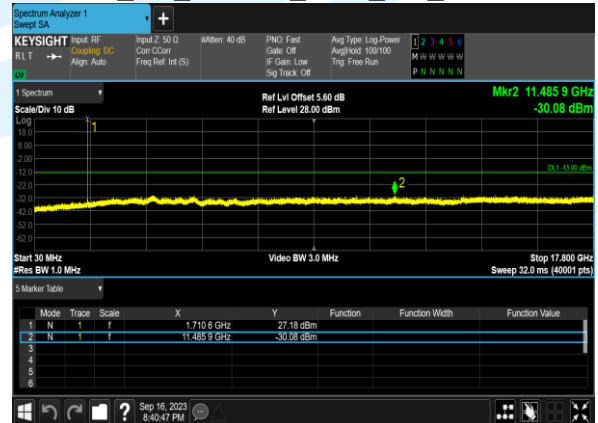 Spectrum Analyzer 1
Swept SA
KEYSIGHT Input: RF Input Z: 50 Ω #Atten: 40 dB PNO: Fast Avg Type: Log-Power 1 2 3 4 5 6
RLT Coupling: DC Corr CCorr Gate: Off Avg|Hold: 100/100 M W W W W W
Align: Auto Freq Ref: Int (S) IF Gain: Low Trig: Free Run
Sig Track: Off P N N N N N
1 Spectrum
Ref Lvl Offset 5.60 dB Mkr2 11.485 9 GHz
Scale/Div 10 dB Ref Level 28.00 dBm -30.08 dBm
Log
1
18.0
8.00
-2.00
DL1 -13.00 dBm
-12.0
2
-22.0
-32.0
-42.0
-52.0
-62.0
Start 30 MHz Video BW 3.0 MHz Stop 17.800 GHz
#Res BW 1.0 MHz Sweep 32.0 ms (40001 pts)
5 Marker Table
Mode Trace Scale X Y Function Function Width Function Value
1 N 1 f 1.710 6 GHz 27.18 dBm
2 N 1 f 11.485 9 GHz -30.08 dBm
3
4
5
6
? Sep 16, 2023
8:40:47 PM